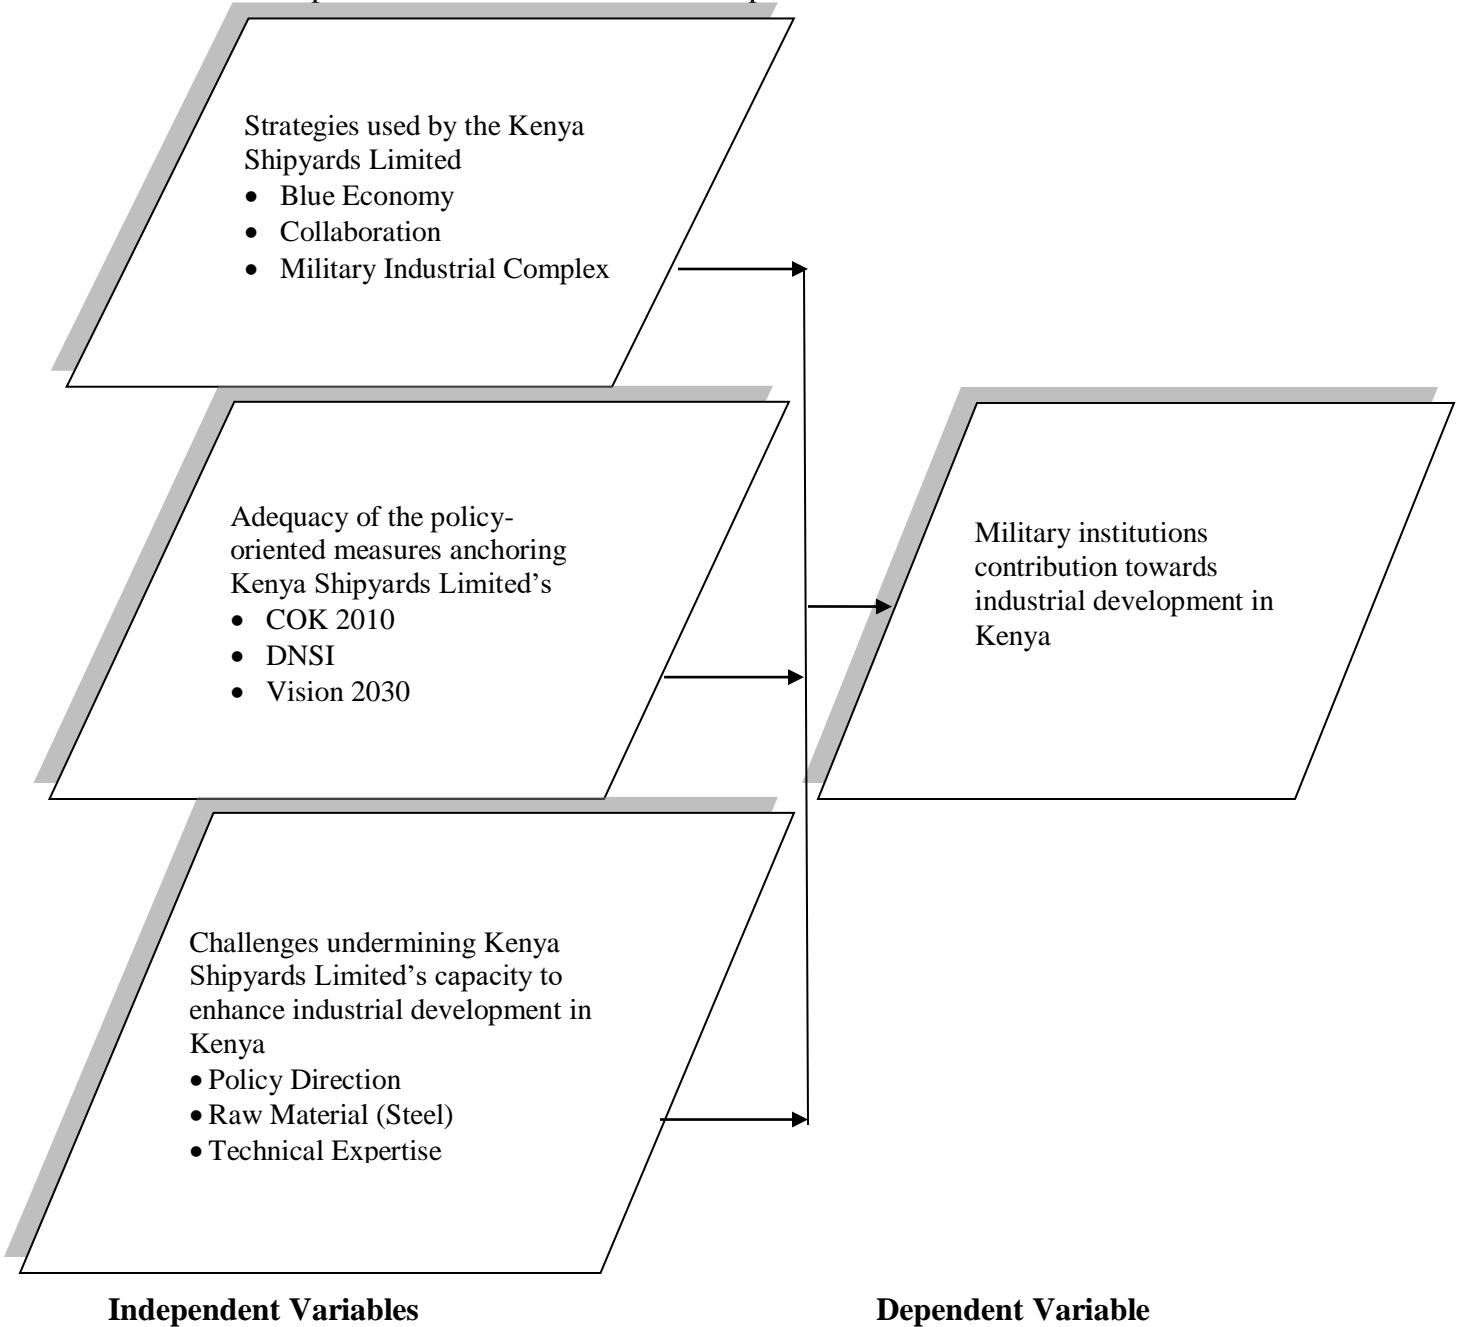 Strategies used by the Kenya
Shipyards Limited
• Blue Economy
• Collaboration
• Military Industrial Complex
Adequacy of the policy-
oriented measures anchoring
Kenya Shipyards Limited’s
• COK 2010
• DNSI
• Vision 2030
Military institutions
contribution towards
industrial development in
Kenya
Challenges undermining Kenya
Shipyards Limited’s capacity to
enhance industrial development in
Kenya
• Policy Direction
• Raw Material (Steel)
• Technical Expertise
Independent Variables
Dependent Variable